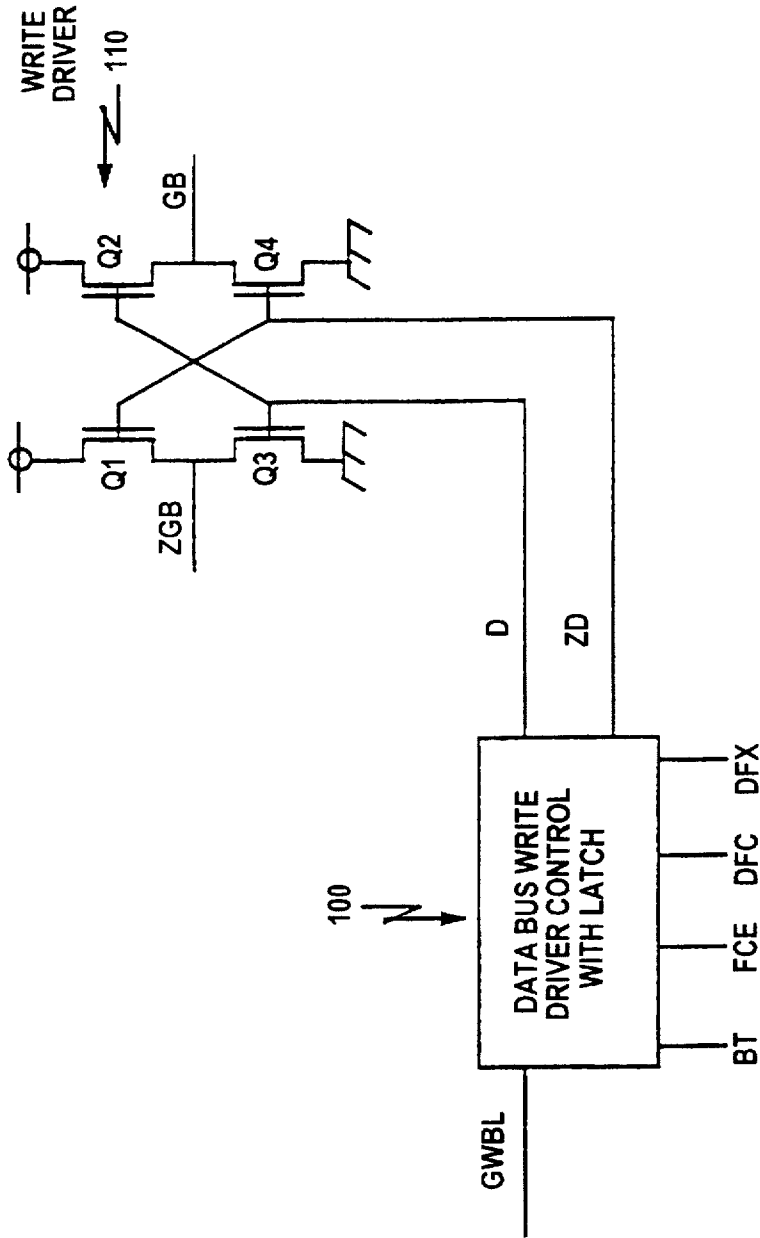 WRITE
DRIVER
110
Q1
Q2
ZGB
GB
Q3
Q4
D
ZD
100
GWBL
DATA BUS WRITE
DRIVER CONTROL
WITH LATCH
BT
FCE
DFC
DFX